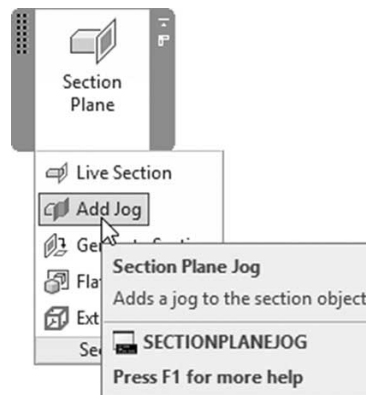 Section
Plane
Live Section
Add Jog
Section Plane Jog
Adds a jog to the section object
SECTIONPLANEJOG
Press F1 for more help